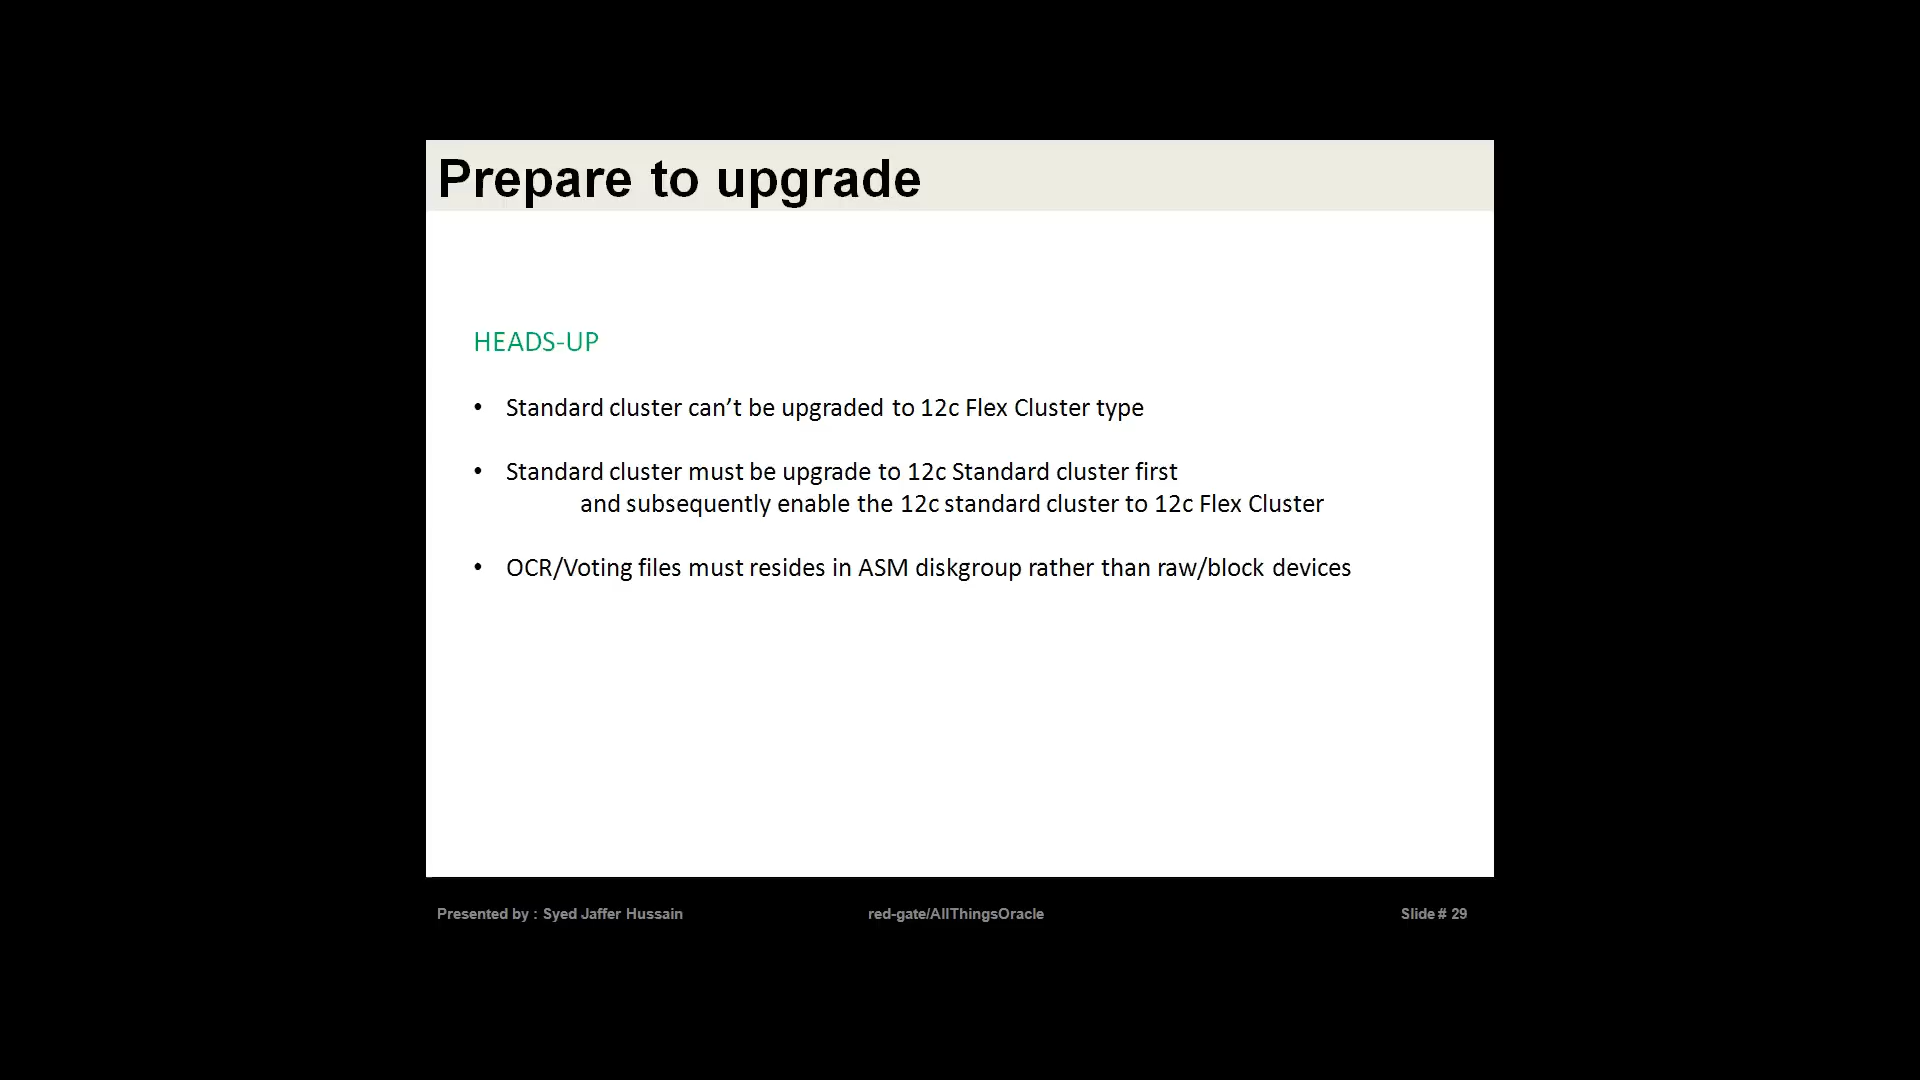 Prepare to upgrade
HEADS-UP
• Standard cluster can’t be upgraded to 12c Flex Cluster type
• Standard cluster must be upgrade to 12c Standard cluster first
and subsequently enable the 12c standard cluster to 12c Flex Cluster
• OCR/Voting files must resides in ASM diskgroup rather than raw/block devices
Presented by : Syed Jaffer Hussain
red-gate/AllThingsOracle
Slide # 29